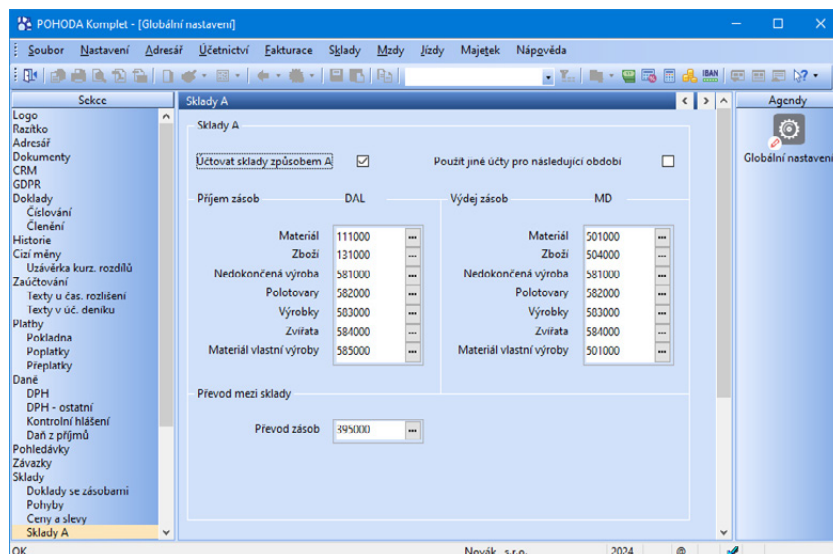 POHODA Komplet - [Globální nastavení]
Soubor Nastavení Adresář Účetnictví Fakturace Sklady Mzdy Jízdy Majetek Nápověda
IBAN
Sekce
Logo
Razítko
Adresář
Dokumenty
CRM
GDPR
Doklady
Číslování
Členění
Historie
Cizí měny
Uzávěrka kurz. rozdílů
Zaúčtování
Texty u čas. rozlišení
Texty v úč. deníku
Platby
Pokladna
Poplatky
Přeplatky
Daně
DPH
DPH - ostatní
Kontrolní hlášení
Daň z příjmů
Pohledávky
Závazky
Sklady
Doklady se zásobami
Pohyby
Ceny a slevy
Sklady A
Sklady A
Sklady A
Účtovat sklady způsobem A
Použít jiné účty pro následující období
Příjem zásob DAL
Materiál 111000
Zboží 131000
Nedokončená výroba 581000
Polotovary 582000
Výrobky 583000
Zvířata 584000
Materiál vlastní výroby 585000
Výdej zásob MD
Materiál 501000
Zboží 504000
Nedokončená výroba 581000
Polotovary 582000
Výrobky 583000
Zvířata 584000
Materiál vlastní výroby 501000
Převod mezi sklady
Převod zásob 395000
Agendy
Globální nastavení
OK Novák s.r.o. 2024 @